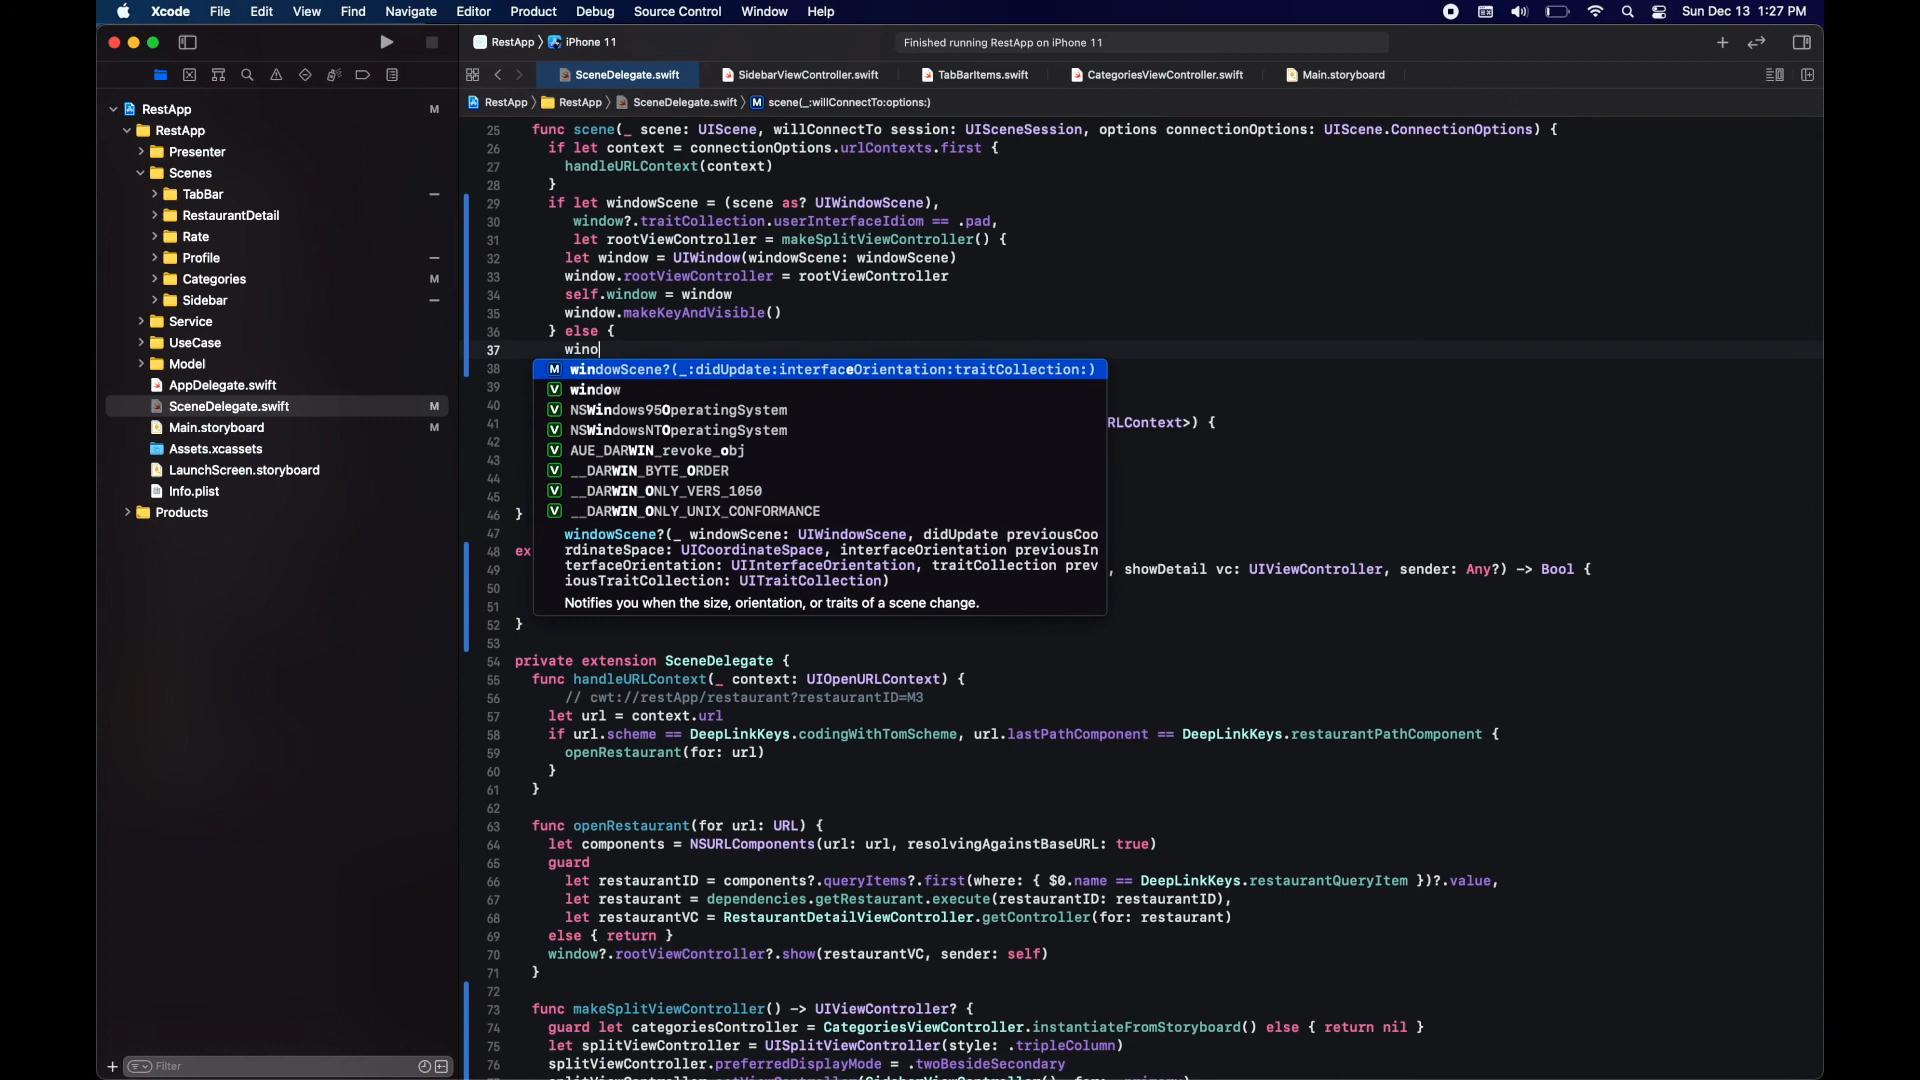 Xcode File Edit View Find Navigate Editor Product Debug Source Control Window Help Sun Dec 13 1:27 PM
RestApp iPhone 11 Finished running RestApp on iPhone 11
SceneDelegate.swift SidebarViewController.swift TabBarItems.swift CategoriesViewController.swift Main.storyboard
RestApp RestApp SceneDelegate.swift M scene(_:willConnectTo:options:)
RestApp M
RestApp
Presenter
Scenes
TabBar
RestaurantDetail
Rate
Profile
Categories M
Sidebar
Service
UseCase
Model
AppDelegate.swift
SceneDelegate.swift M
Main.storyboard M
Assets.xcassets
LaunchScreen.storyboard
Info.plist
Products
Filter
25 func scene(_ scene: UIScene, willConnectTo session: UISceneSession, options connectionOptions: UIScene.ConnectionOptions) {
26 if let context = connectionOptions.urlContexts.first {
27 handleURLContext(context)
28 }
29 if let windowScene = (scene as? UIWindowScene),
30 window?.traitCollection.userInterfaceIdiom == .pad,
31 let rootViewController = makeSplitViewController() {
32 let window = UIWindow(windowScene: windowScene)
33 window.rootViewController = rootViewController
34 self.window = window
35 window.makeKeyAndVisible()
36 } else {
37 wino
38 M windowScene?(_:didUpdate:interfaceOrientation:traitCollection:)
39 V window
40 V NSWindows95OperatingSystem
41 RLContext>) {
V NSWindowsNTOperatingSystem
42 V AUE_DARWIN_revoke_obj
43 V __DARWIN_BYTE_ORDER
44
45 V __DARWIN_ONLY_VERS_1050
46 } V __DARWIN_ONLY_UNIX_CONFORMANCE
47 windowScene?(_ windowScene: UIWindowScene, didUpdate previousCoo
48 ex rdinateSpace: UICoordinateSpace, interfaceOrientation previousIn
49 terfaceOrientation: UIInterfaceOrientation, traitCollection prev , showDetail vc: UIViewController, sender: Any?) -> Bool {
50 iousTraitCollection: UITraitCollection)
51 Notifies you when the size, orientation, or traits of a scene change.
52 }
53
54 private extension SceneDelegate {
55 func handleURLContext(_ context: UIOpenURLContext) {
56 // cwt://restApp/restaurant?restaurantID=M3
57 let url = context.url
58 if url.scheme == DeepLinkKeys.codingWithTomScheme, url.lastPathComponent == DeepLinkKeys.restaurantPathComponent {
59 openRestaurant(for: url)
60 }
61 }
62
63 func openRestaurant(for url: URL) {
64 let components = NSURLComponents(url: url, resolvingAgainstBaseURL: true)
65 guard
66 let restaurantID = components?.queryItems?.first(where: { $0.name == DeepLinkKeys.restaurantQueryItem })?.value,
67 let restaurant = dependencies.getRestaurant.execute(restaurantID: restaurantID),
68 let restaurantVC = RestaurantDetailViewController.getController(for: restaurant)
69 else { return }
70 window?.rootViewController?.show(restaurantVC, sender: self)
71 }
72
73 func makeSplitViewController() -> UIViewController? {
74 guard let categoriesController = CategoriesViewController.instantiateFromStoryboard() else { return nil }
75 let splitViewController = UISplitViewController(style: .tripleColumn)
76 splitViewController.preferredDisplayMode = .twoBesideSecondary